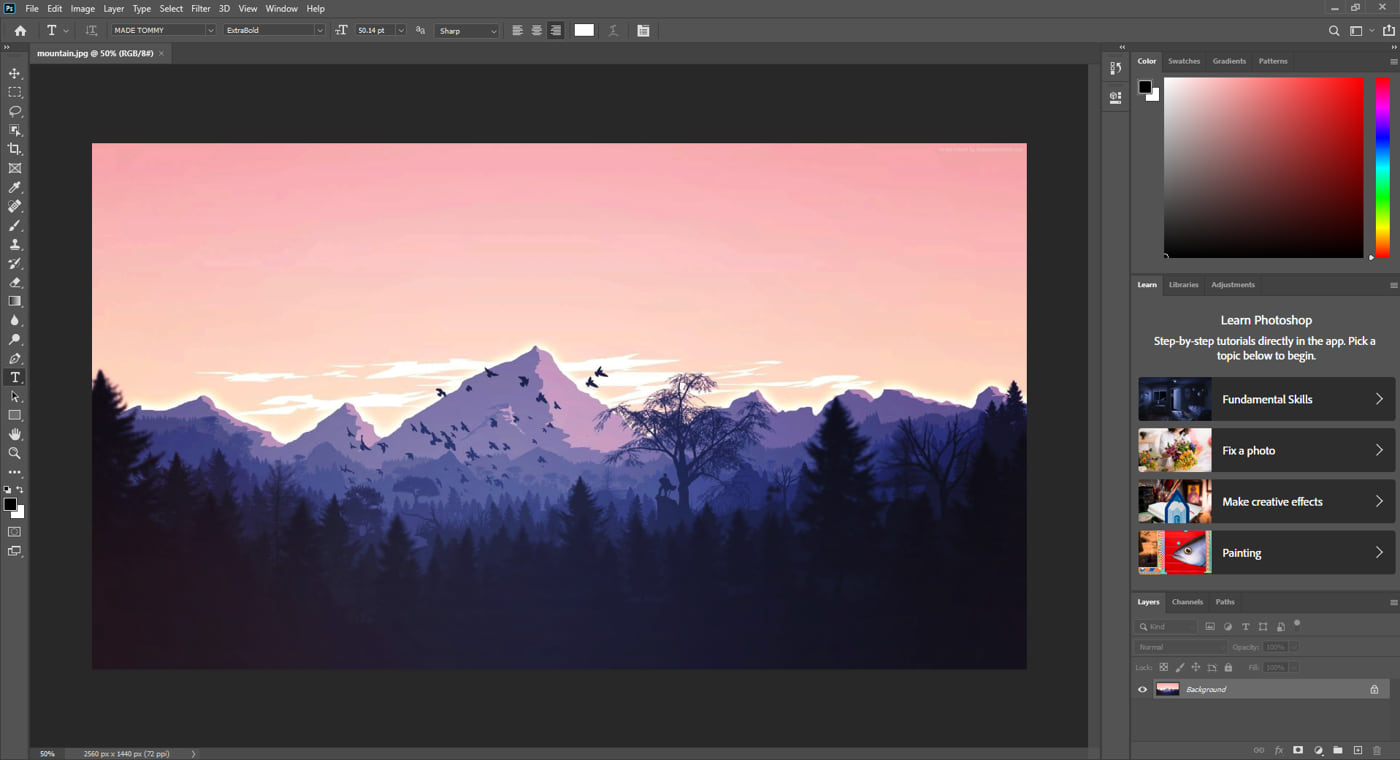 Ps File Edit Image Layer Type Select Filter 3D View Window Help
T MADE TOMMY ExtraBold 50.14 pt Sharp
mountain.jpg @ 50% (RGB/8#) ×
Color Swatches Gradients Patterns
Learn Libraries Adjustments
Learn Photoshop
Step-by-step tutorials directly in the app. Pick a
topic below to begin.
Fundamental Skills
Fix a photo
Make creative effects
Painting
Layers Channels Paths
Kind
Normal Opacity: 100%
Lock: Fill: 100%
Background
fx
50% 2560 px x 1440 px (72 ppi)